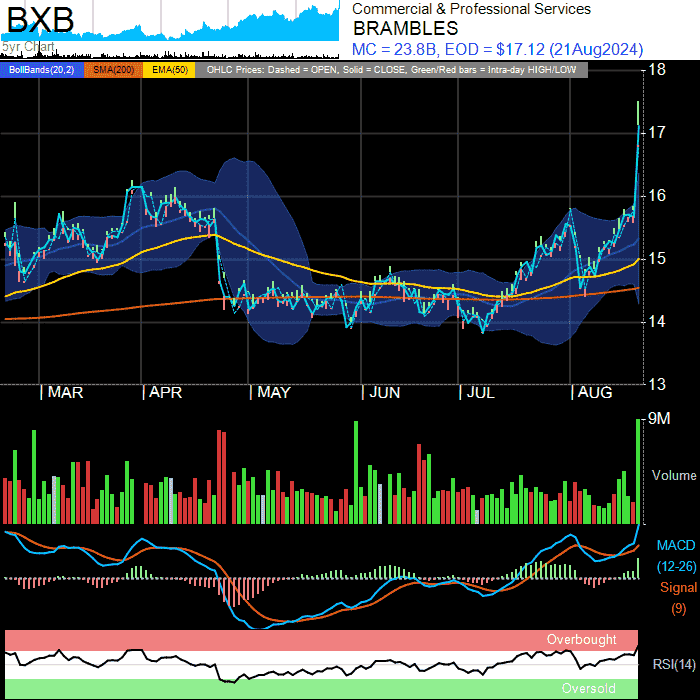 BXB
5yr Chart
Commercial & Professional Services
BRAMBLES
MC = 23.8B, EOD = $17.12 (21Aug2024)
BollBands(20,2) SMA(200) EMA(50) OHLC Prices: Dashed = OPEN, Solid = CLOSE, Green/Red bars = Intra-day HIGH/LOW
18
17
16
15
14
13
MAR APR MAY JUN JUL AUG
9M
Volume
MACD
(12-26)
Signal
(9)
Overbought
RSI(14)
Oversold